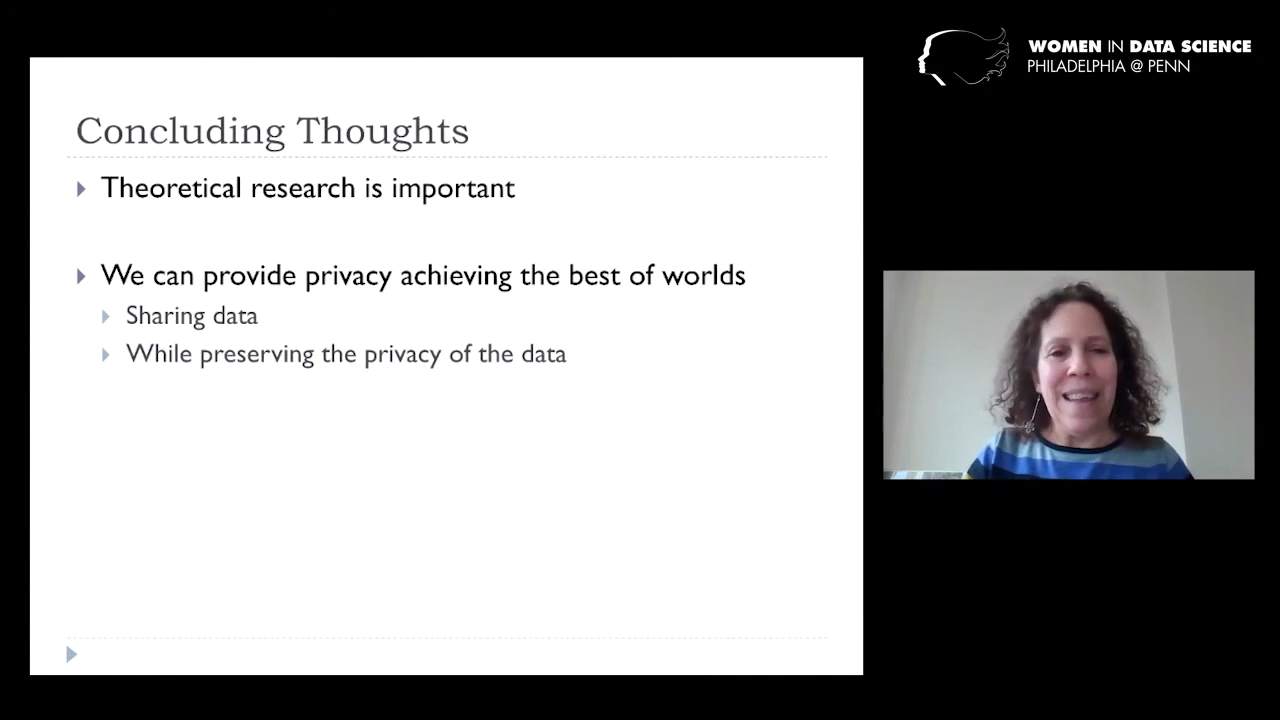 WOMEN IN DATA SCIENCE
PHILADELPHIA @ PENN
Concluding Thoughts
Theoretical research is important
We can provide privacy achieving the best of worlds
Sharing data
While preserving the privacy of the data